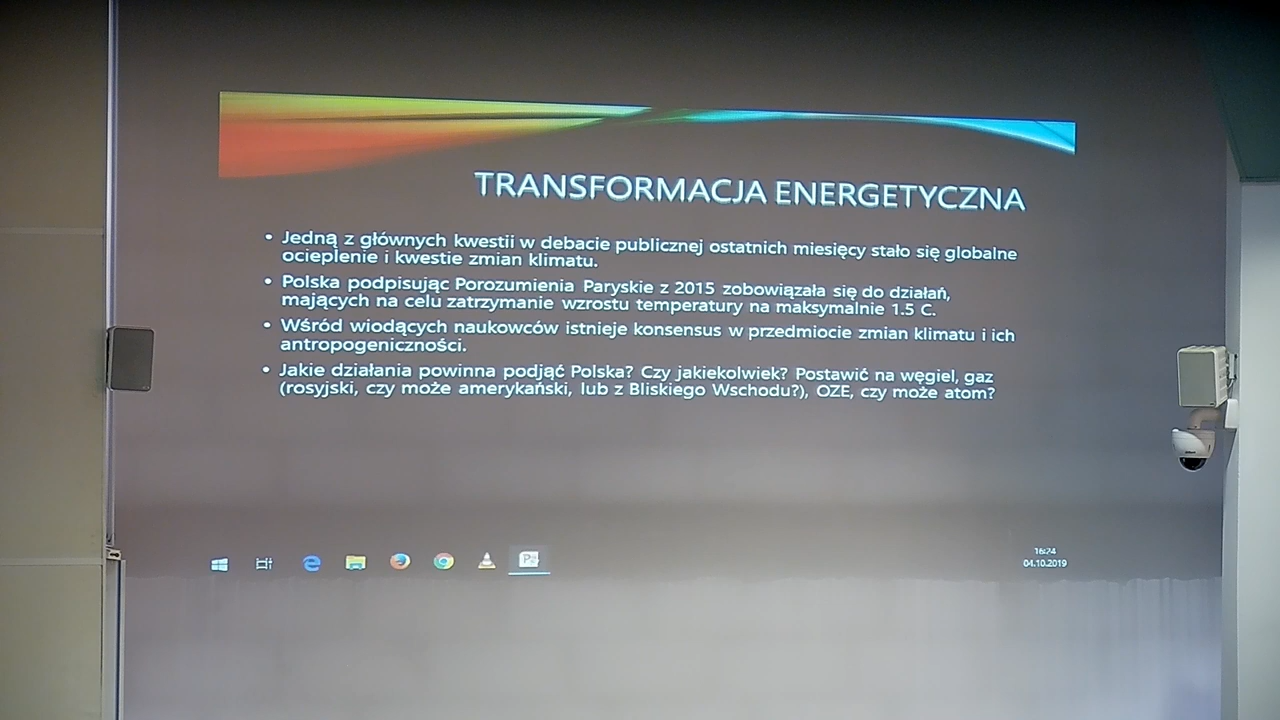 TRANSFORMACJA ENERGETYCZNA
• Jedną z głównych kwestii w debacie publicznej ostatnich miesięcy stało się globalne
ocieplenie i kwestie zmian klimatu.
• Polska podpisując Porozumienia Paryskie z 2015 zobowiązała się do działań,
mających na celu zatrzymanie wzrostu temperatury na maksymalnie 1.5 C.
• Wśród wiodących naukowców istnieje konsensus w przedmiocie zmian klimatu i ich
antropogeniczności.
• Jakie działania powinna podjąć Polska? Czy jakiekolwiek? Postawić na węgiel, gaz
(rosyjski, czy może amerykański, lub z Bliskiego Wschodu?), OZE, czy może atom?
16:24
04.10.2019